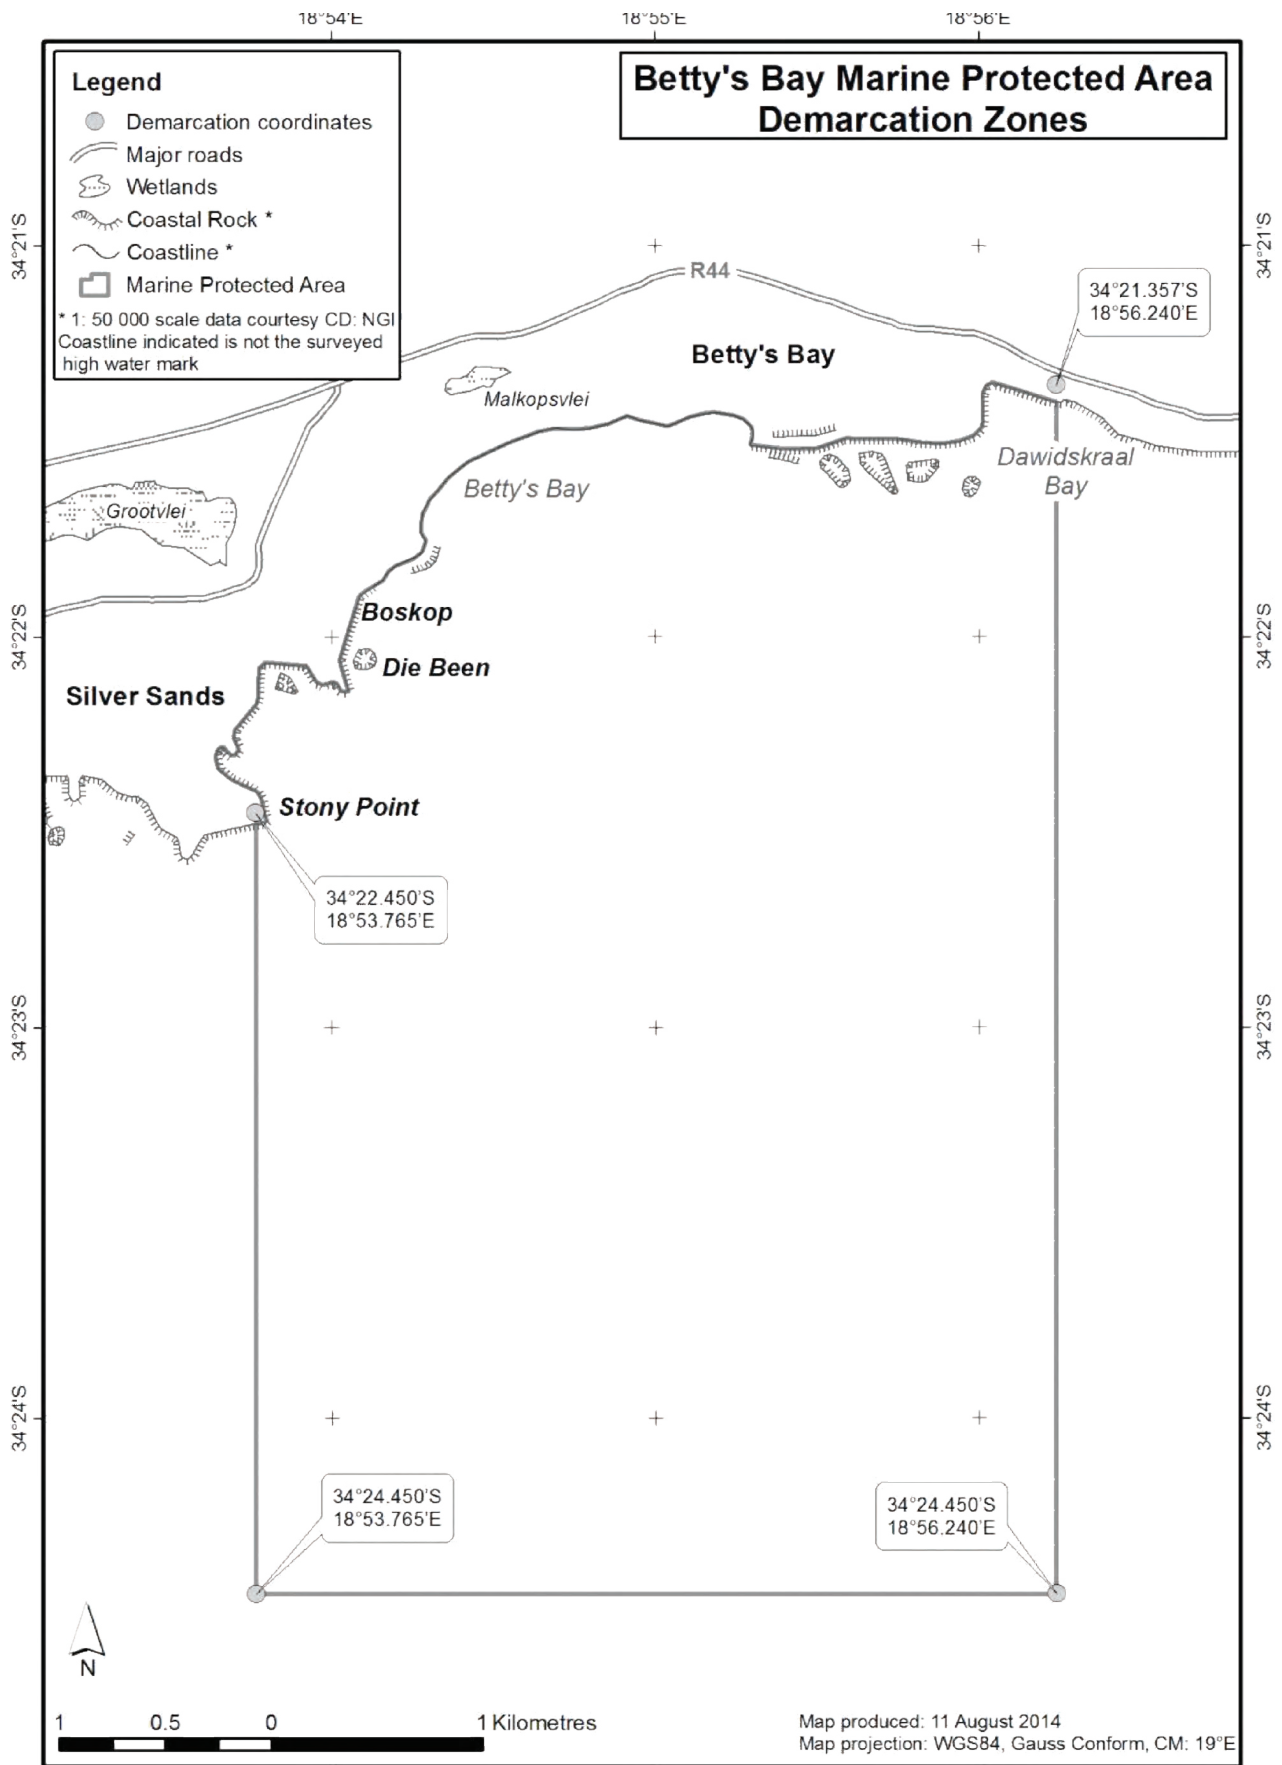 18°54'E
18°55'E
18°56'E
Betty's Bay Marine Protected Area
Demarcation Zones
Legend
Demarcation coordinates
Major roads
Wetlands
Coastal Rock *
Coastline *
Marine Protected Area
* 1: 50 000 scale data courtesy CD: NGI
Coastline indicated is not the surveyed
high water mark
34°21'S
34°21'S
R44
34°21.357'S
18°56.240'E
Betty's Bay
Malkopsvlei
Dawidskraal
Bay
Betty's Bay
Grootvlei
Boskop
34°22'S
34°22'S
Die Been
Silver Sands
Stony Point
34°22.450'S
18°53.765'E
34°23'S
34°23'S
34°24'S
34°24'S
34°24.450'S
18°53.765'E
34°24.450'S
18°56.240'E
N
1 0.5 0 1 Kilometres
Map produced: 11 August 2014
Map projection: WGS84, Gauss Conform, CM: 19°E